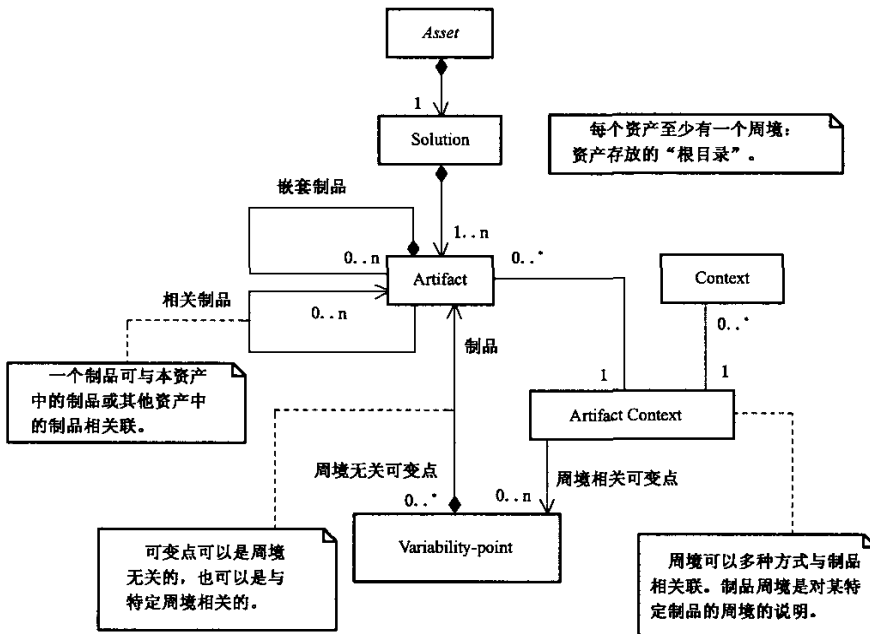 Asset
1
Solution
每个资产至少有一个周境：
资产存放的“根目录”。
嵌套制品
1..n
0..n
0..*
Artifact
Context
相关制品
0..n
0..*
制品
一个制品可与本资产
中的制品或其他资产中
的制品相关联。
1
1
Artifact Context
周境无关可变点
周境相关可变点
0..*
0..n
Variability-point
可变点可以是周境
无关的，也可以是与
特定周境相关的。
周境可以多种方式与制品
相关联。制品周境是对某特
定制品的周境的说明。